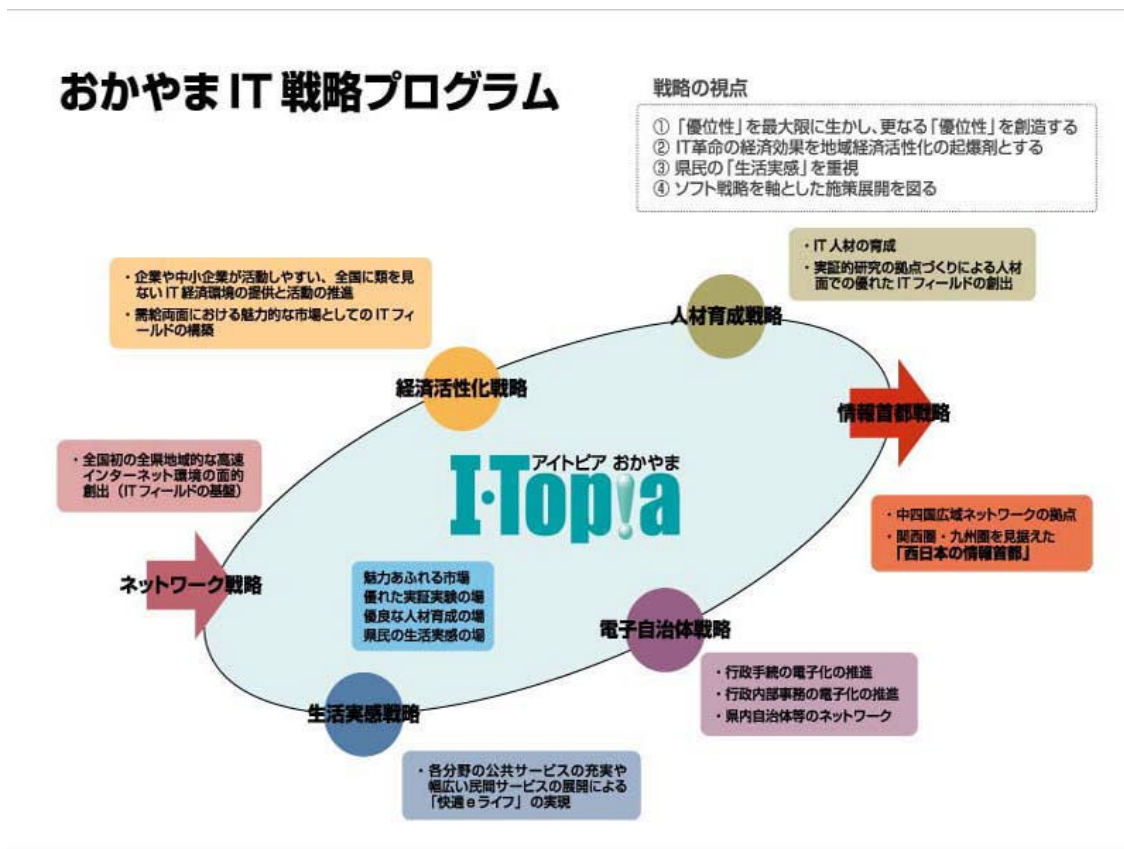 おかやま IT 戦略プログラム
戦略の視点
① 「優位性」を最大限に生かし、更なる「優位性」を創造する
② IT革命の経済効果を地域経済活性化の起爆剤とする
③ 県民の「生活実感」を重視
④ ソフト戦略を軸とした施策展開を図る
・IT 人材の育成
・実証的研究の拠点づくりによる人材
面での優れた IT フィールドの創出
人材育成戦略
・企業や中小企業が活動しやすい、全国に類を見
ない IT 経済環境の提供と活動の推進
・需給両面における魅力的な市場としての IT フィ
ールドの構築
経済活性化戦略
情報首都戦略
・全国初の全県地域的な高速
インターネット環境の面的
創出（IT フィールドの基盤）
アイトピア おかやま
I・Top!a
・中四国広域ネットワークの拠点
・関西圏・九州圏を見据えた
「西日本の情報首都」
ネットワーク戦略
魅力あふれる市場
優れた実証実験の場
優良な人材育成の場
県民の生活実感の場
電子自治体戦略
・行政手続の電子化の推進
・行政内部事務の電子化の推進
・県内自治体等のネットワーク
生活実感戦略
・各分野の公共サービスの充実や
幅広い民間サービスの展開による
「快適 e ライフ」の実現